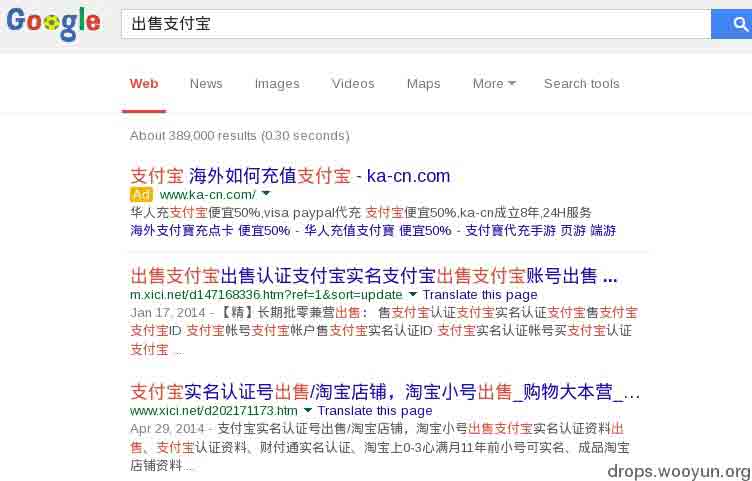 Google
出售支付宝
Web News Images Videos Maps More Search tools
About 389,000 results (0.30 seconds)
支付宝 海外如何充值支付宝 - ka-cn.com
Ad www.ka-cn.com/
华人充支付宝便宜50%,visa paypal代充 支付宝便宜50%,ka-cn成立8年,24H服务
海外支付寶充点卡 便宜50% - 华人充值支付寶 便宜50% - 支付寶代充手游 页游 端游
出售支付宝出售认证支付宝实名支付宝出售支付宝账号出售 ...
m.xici.net/d147168336.htm?ref=1&sort=update Translate this page
Jan 17, 2014 - 【精】长期批零兼营出售： 售支付宝认证支付宝实名认证支付宝售支付宝
支付宝ID 支付宝帐号支付宝帐户售支付宝实名认证ID 支付宝实名认证帐号买支付宝认证
支付宝 ...
支付宝实名认证号出售/淘宝店铺，淘宝小号出售_购物大本营_...
www.xici.net/d202171173.htm Translate this page
Apr 29, 2014 - 支付宝实名认证号出售/淘宝店铺，淘宝小号出售支付宝实名认证资料出
售、支付宝认证资料、财付通实名认证、淘宝上0-3心满月11年前小号可实名、成品淘宝
店铺资料 ...
drops.wooyun.org